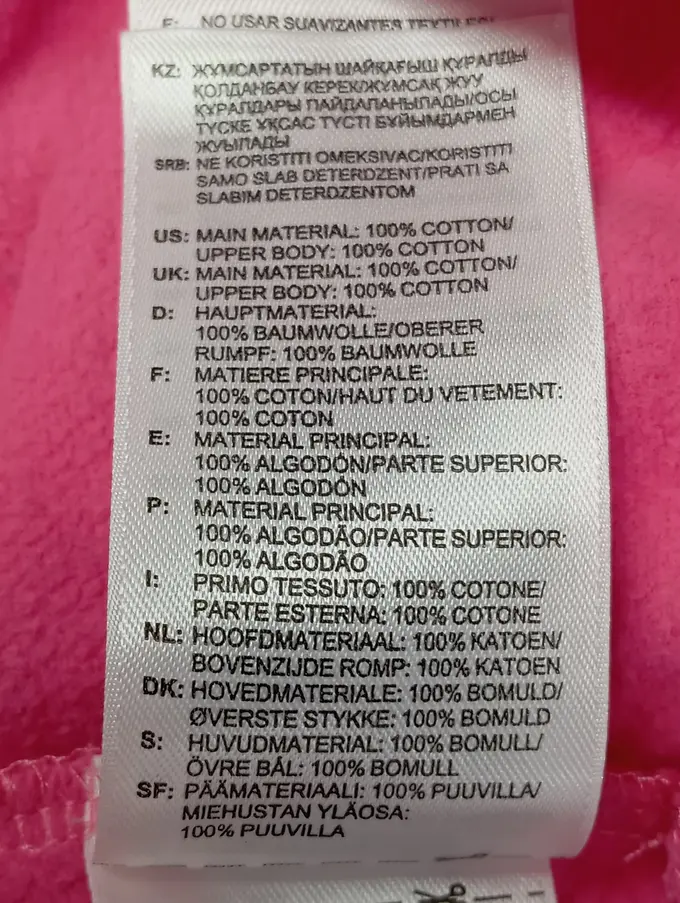 F: NO USAR SUAVIZANTES TEXTILES/
KZ: ЖҰМСАРТАТЫН ШАЙҚАҒЫШ ҚҰРАЛДЫ
ҚОЛДАНБАУ КЕРЕК/ЖҰМСАҚ ЖУУ
ҚҰРАЛДАРЫ ПАЙДАЛАНЫЛАДЫ/ОСЫ
ТҮСКЕ ҰҚСАС ТҮСТІ БҰЙЫМДАРМЕН
ЖУЫЛАДЫ
SRB: NE KORISTITI OMEKSIVAC/KORISTITI
SAMO SLAB DETERDZENT/PRATI SA
SLABIM DETERDZENTOM
US: MAIN MATERIAL: 100% COTTON/
UPPER BODY: 100% COTTON
UK: MAIN MATERIAL: 100% COTTON/
UPPER BODY: 100% COTTON
D: HAUPTMATERIAL:
100% BAUMWOLLE/OBERER
RUMPF: 100% BAUMWOLLE
F: MATIERE PRINCIPALE:
100% COTON/HAUT DU VETEMENT:
100% COTON
E: MATERIAL PRINCIPAL:
100% ALGODÓN/PARTE SUPERIOR:
100% ALGODÓN
P: MATERIAL PRINCIPAL:
100% ALGODÃO/PARTE SUPERIOR:
100% ALGODÃO
I: PRIMO TESSUTO: 100% COTONE/
PARTE ESTERNA: 100% COTONE
NL: HOOFDMATERIAAL: 100% KATOEN/
BOVENZIJDE ROMP: 100% KATOEN
DK: HOVEDMATERIALE: 100% BOMULD/
ØVERSTE STYKKE: 100% BOMULD
S: HUVUDMATERIAL: 100% BOMULL/
ÖVRE BÅL: 100% BOMULL
SF: PÄÄMATERIAALI: 100% PUUVILLA/
MIEHUSTAN YLÄOSA:
100% PUUVILLA